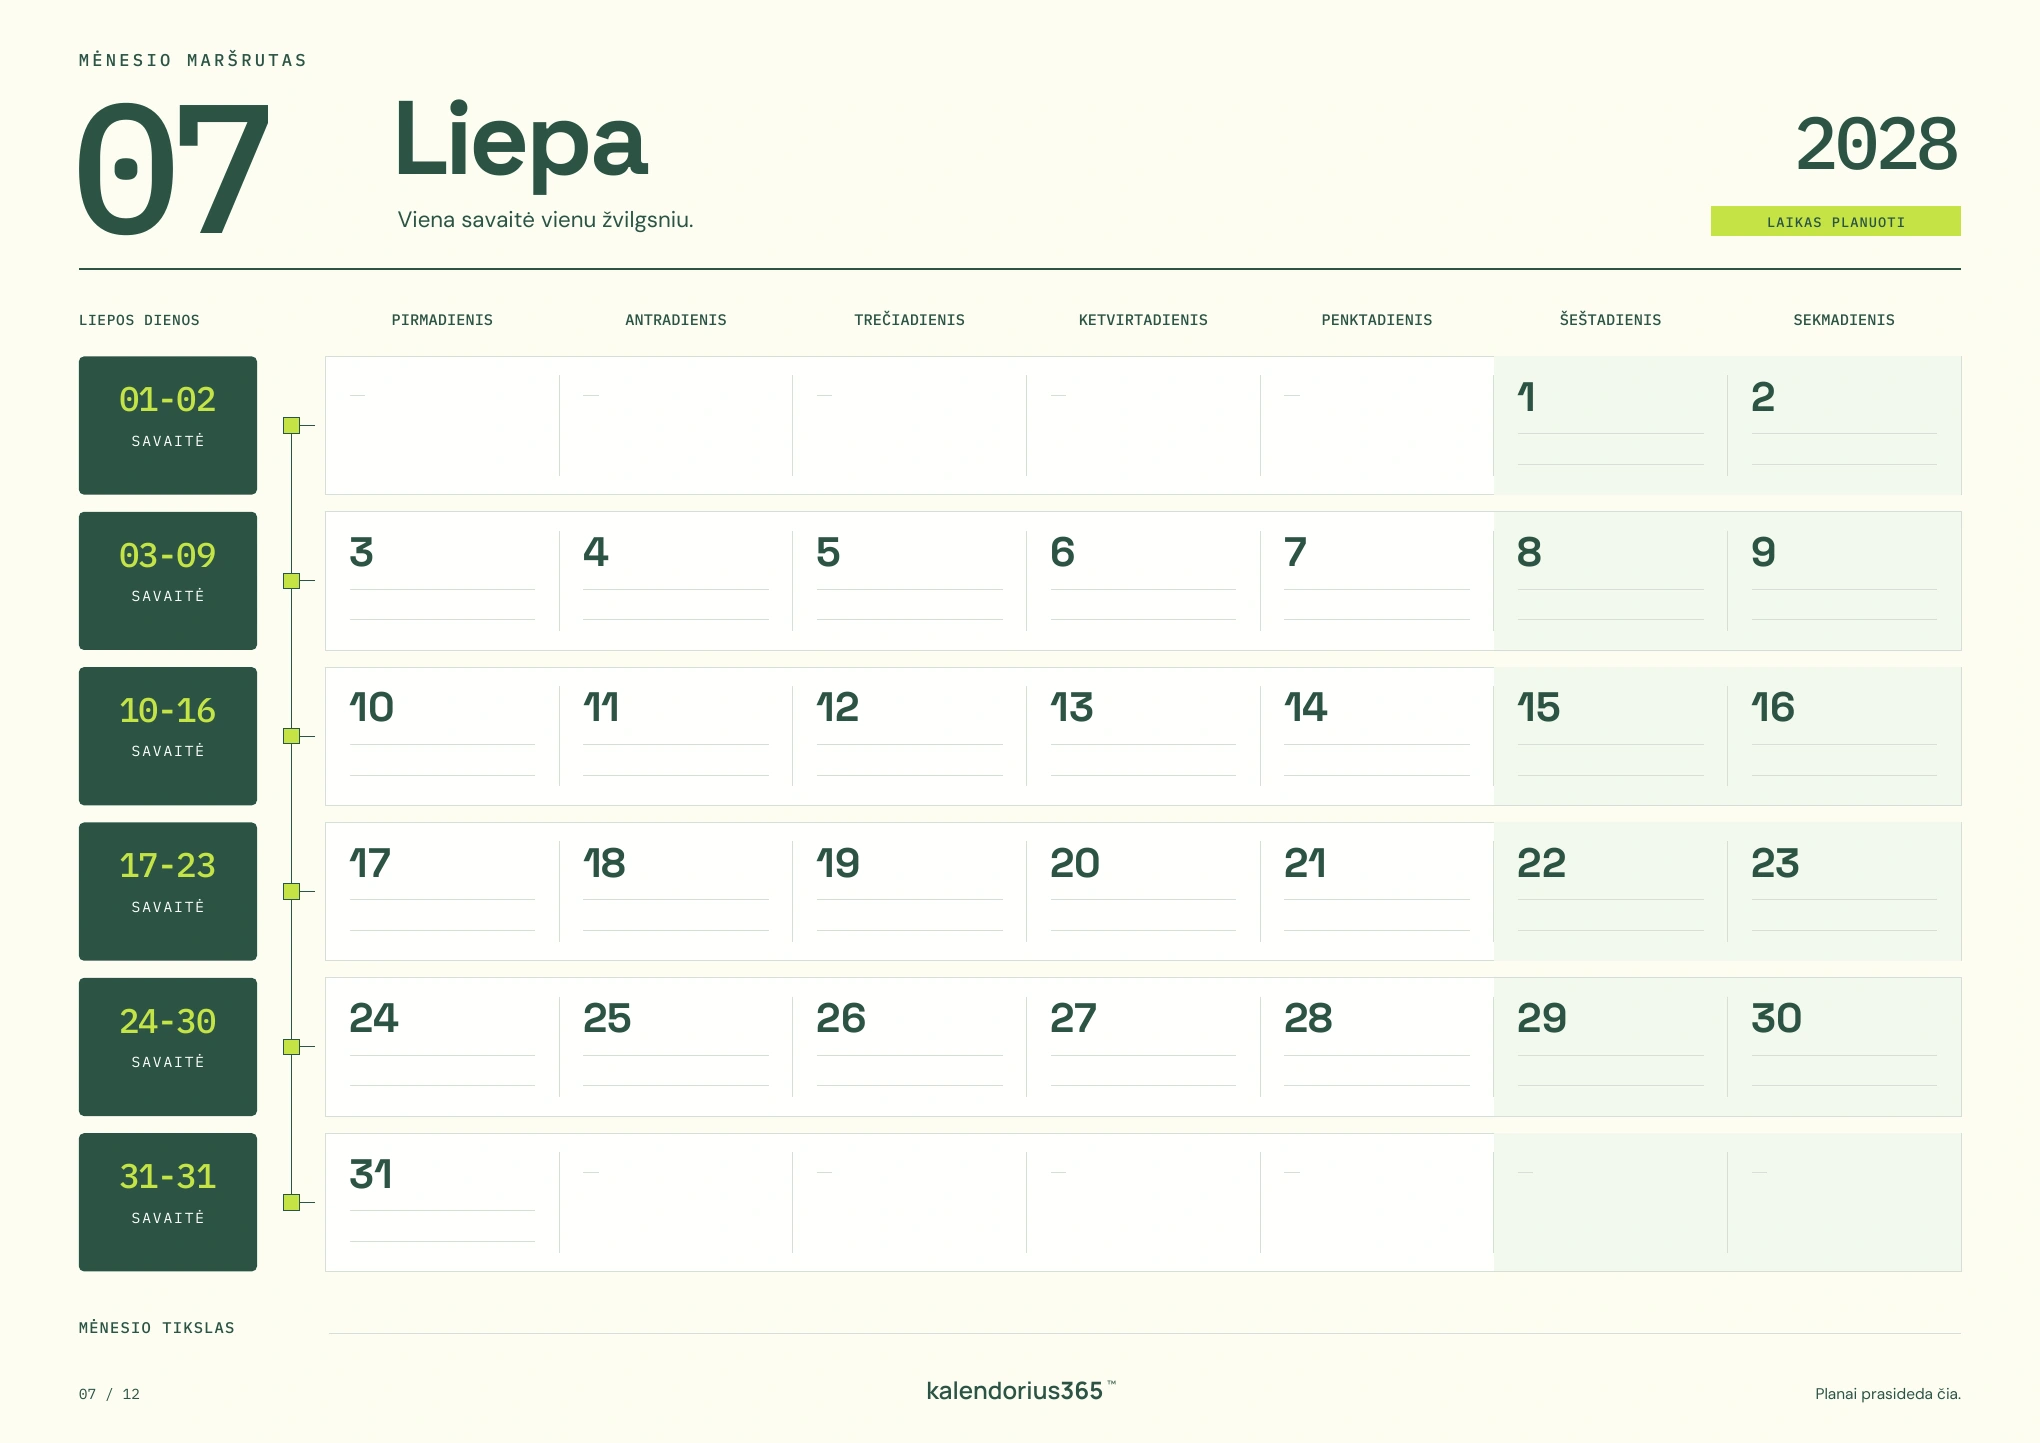 MĖNESIO MARŠRUTAS
07
Liepa
2028
Viena savaitė vienu žvilgsniu.
LAIKAS PLANUOTI
LIEPOS DIENOS PIRMADIENIS ANTRADIENIS TREČIADIENIS KETVIRTADIENIS PENKTADIENIS ŠEŠTADIENIS SEKMADIENIS
01-02 — — — — — 1 2
SAVAITĖ
03-09 3 4 5 6 7 8 9
SAVAITĖ
10-16 10 11 12 13 14 15 16
SAVAITĖ
17-23 17 18 19 20 21 22 23
SAVAITĖ
24-30 24 25 26 27 28 29 30
SAVAITĖ
31-31 31 — — — — — —
SAVAITĖ
MĖNESIO TIKSLAS
07 / 12
kalendorius365™
Planai prasideda čia.